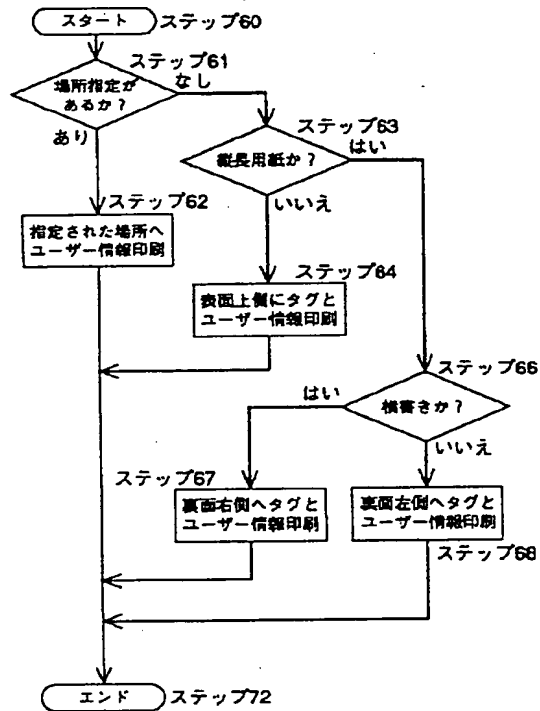 スタート ステップ60
ステップ61
場所指定が
あるか?
なし
あり
ステップ63
縦長用紙か?
はい
いいえ
ステップ62
指定された場所へ
ユーザー情報印刷
ステップ64
表面上側にタグと
ユーザー情報印刷
ステップ66
横書きか?
はい
いいえ
ステップ67
裏面右側へタグと
ユーザー情報印刷
裏面左側へタグと
ユーザー情報印刷
ステップ68
エンド ステップ72